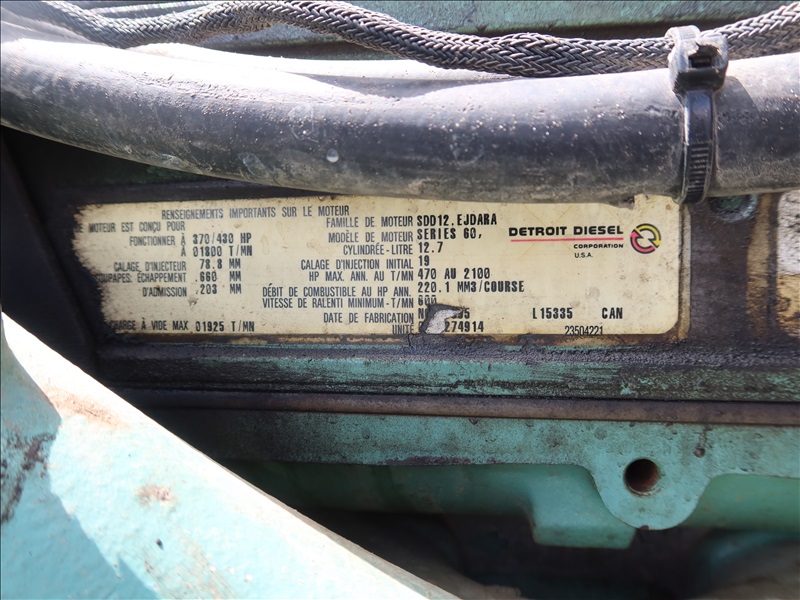 RENSEIGNEMENTS IMPORTANTS SUR LE MOTEUR
MOTEUR EST CONÇU POUR
FONCTIONNER À 370/430 HP
À 01800 T/MN
CALAGE, D'INJECTEUR 78.8 MM
ÉCHAPPEMENT .660 MM
D'ADMISSION .203 MM
À VIDE MAX 01925 T/MN
FAMILLE DE MOTEUR SDD12.EJDARA
MODÈLE DE MOTEUR SERIES 60,
CYLINDRÉE-LITRE 12.7
CALAGE D'INJECTION INITIAL 19
HP MAX. ANN. AU T/MN 470 AU 2100
DÉBIT DE COMBUSTIBLE AU HP ANN. 220.1 MM3/COURSE
VITESSE DE RALENTI MINIMUM-T/MN 600
DATE DE FABRICATION
UNITÉ 274914
DETROIT DIESEL
CORPORATION
U.S.A.
L15335 CAN
23504221